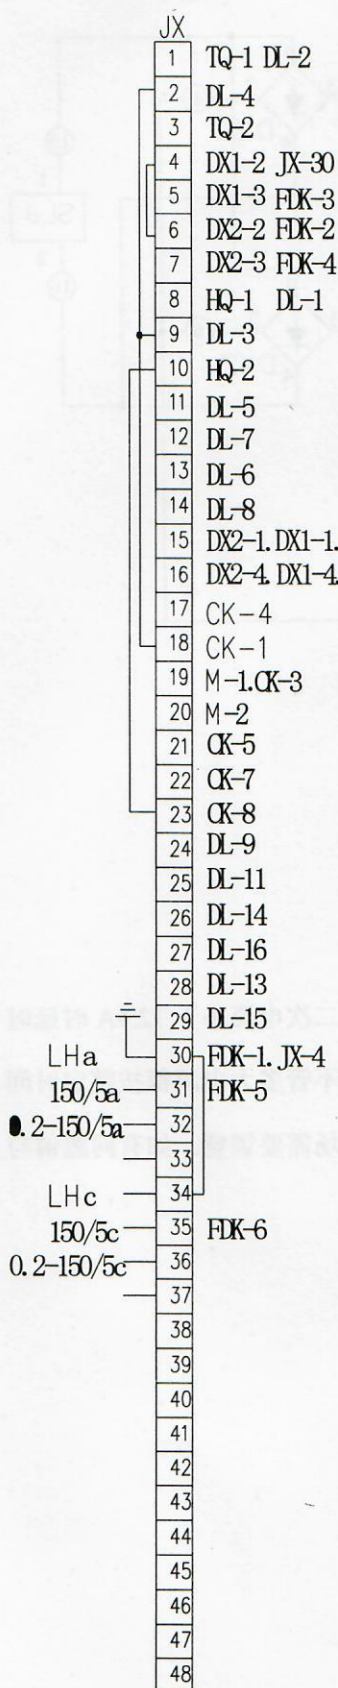 JX
1 TQ-1 DL-2
2 DL-4
3 TQ-2
4 DX1-2 JX-30
5 DX1-3 FDK-3
6 DX2-2 FDK-2
7 DX2-3 FDK-4
8 HQ-1 DL-1
9 DL-3
10 HQ-2
11 DL-5
12 DL-7
13 DL-6
14 DL-8
15 DX2-1. DX1-1.
16 DX2-4. DX1-4.
17 CK-4
18 CK-1
19 M-1.CK-3
20 M-2
21 CK-5
22 CK-7
23 CK-8
24 DL-9
25 DL-11
26 DL-14
27 DL-16
28 DL-13
29 DL-15
LHa 30 FDK-1. JX-4
150/5a 31 FDK-5
0.2-150/5a 32
33
LHc 34
150/5c 35 FDK-6
0.2-150/5c 36
37
38
39
40
41
42
43
44
45
46
47
48